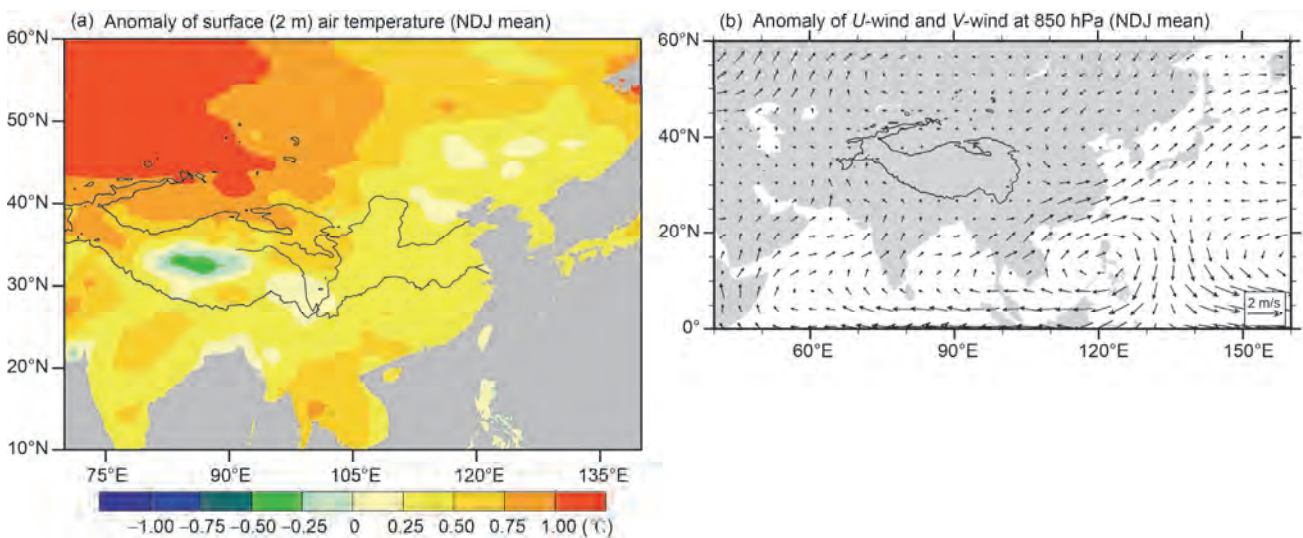 (a) Anomaly of surface (2 m) air temperature (NDJ mean)
60°N
50°N
40°N
30°N
20°N
10°N
75°E 90°E 105°E 120°E 135°E
−1.00 −0.75 −0.50 −0.25 0 0.25 0.50 0.75 1.00 (℃)
(b) Anomaly of U-wind and V-wind at 850 hPa (NDJ mean)
60°N
40°N
20°N
0°
2 m/s
60°E 90°E 120°E 150°E